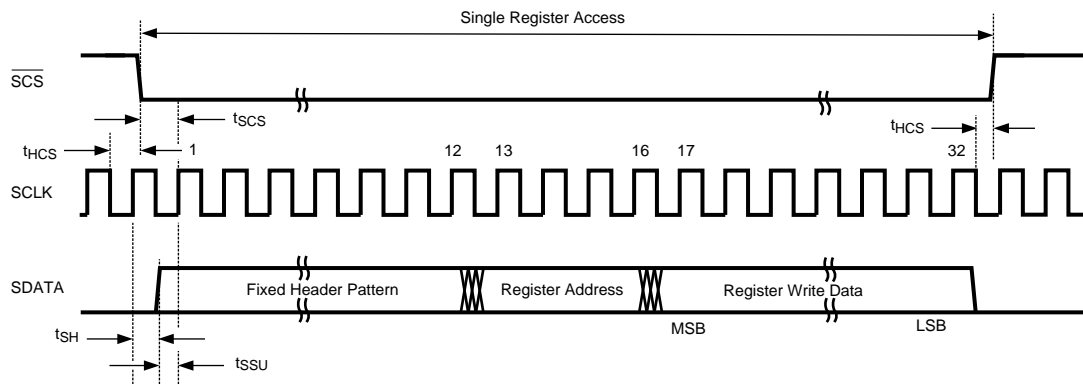 Single Register Access
SCS
tSCS
tHCS
tHCS
1
12
13
16
17
32
SCLK
SDATA
Fixed Header Pattern
Register Address
Register Write Data
MSB
LSB
tSH
tSSU